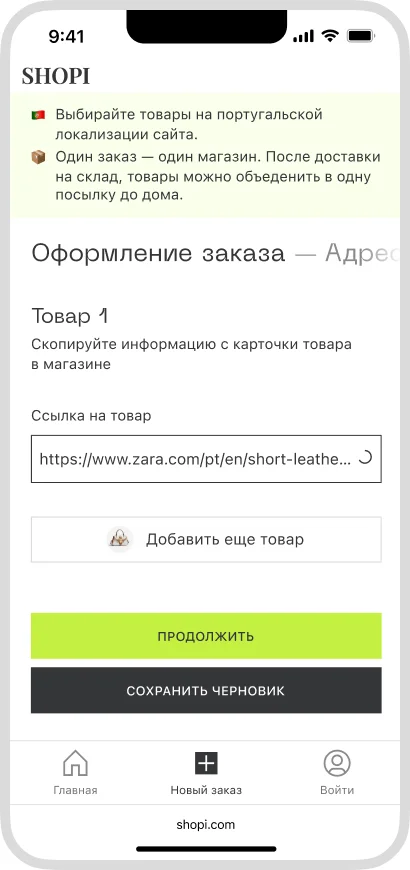 9:41
SHOPI
Выбирайте товары на португальской
локализации сайта.
Один заказ — один магазин. После доставки
на склад, товары можно объеденить в одну
посылку до дома.
Оформление заказа — Адрес
Товар 1
Скопируйте информацию с карточки товара
в магазине
Ссылка на товар
https://www.zara.com/pt/en/short-leathe...
Добавить еще товар
ПРОДОЛЖИТЬ
СОХРАНИТЬ ЧЕРНОВИК
Главная
Новый заказ
Войти
shopi.com